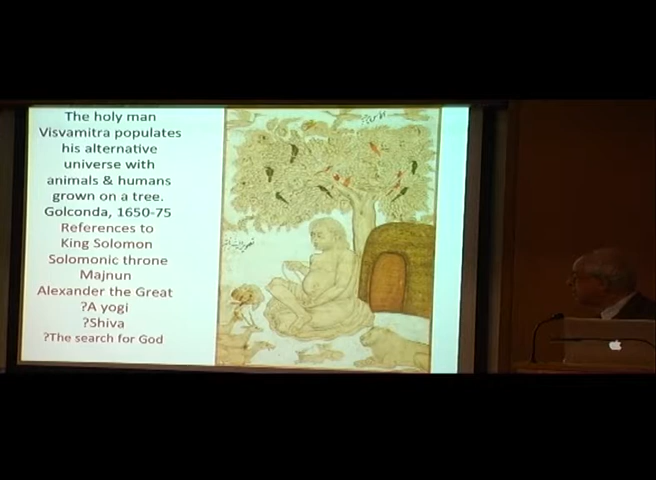 The holy man
Visvamitra populates
his alternative
universe with
animals & humans
grown on a tree.
Golconda, 1650-75
References to
King Solomon
Solomonic throne
Majnun
Alexander the Great
?A yogi
?Shiva
?The search for God